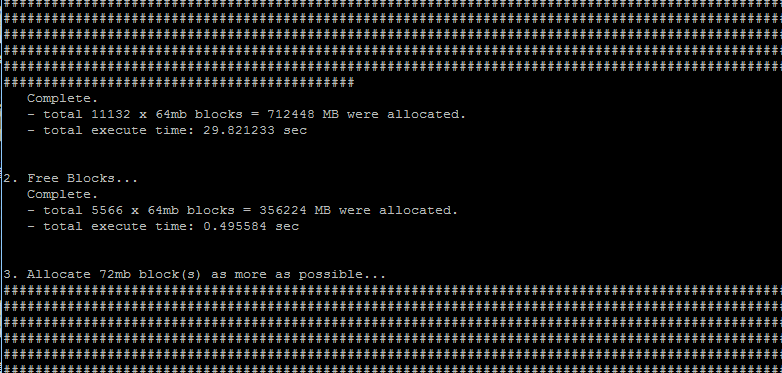 ##################################################################################################
##################################################################################################
##################################################################################################
##################################################################################################
##################################################################################################
############################################
Complete.
- total 11132 x 64mb blocks = 712448 MB were allocated.
- total execute time: 29.821233 sec
2. Free Blocks...
Complete.
- total 5566 x 64mb blocks = 356224 MB were allocated.
- total execute time: 0.495584 sec
3. Allocate 72mb block(s) as more as possible...
##################################################################################################
##################################################################################################
##################################################################################################
##################################################################################################
##################################################################################################
##################################################################################################